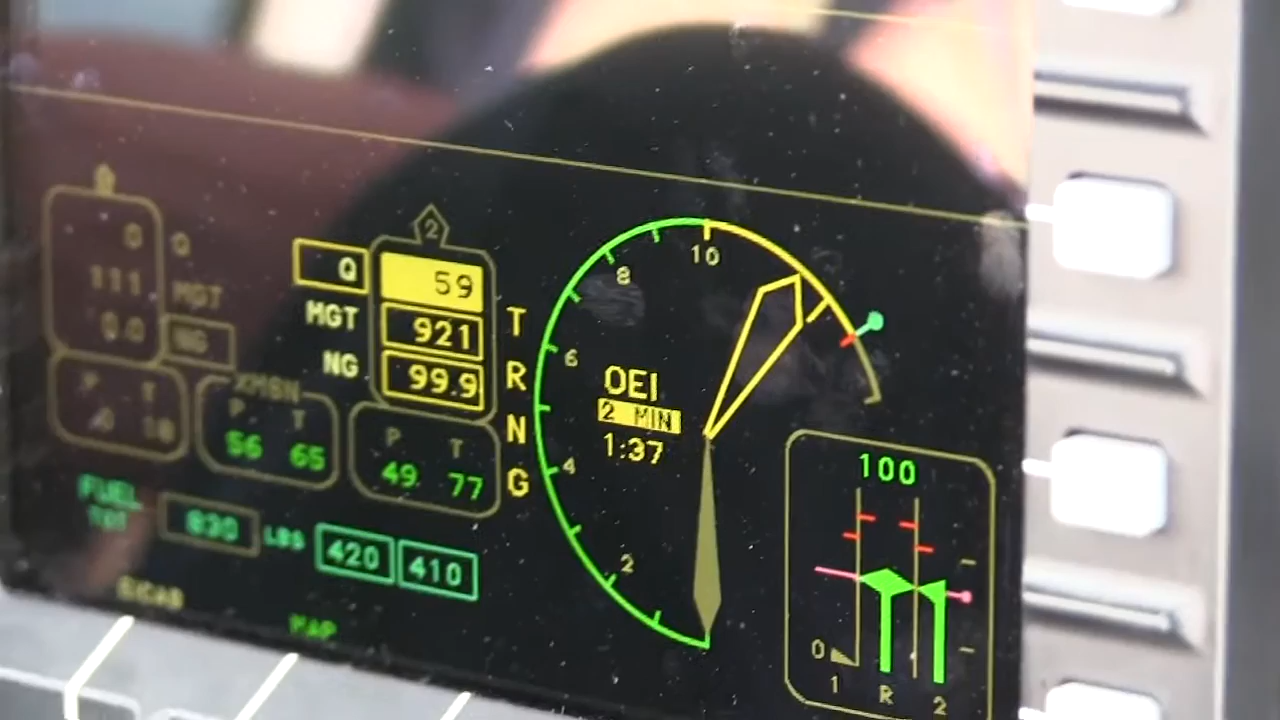 2
0 Q Q 59
111 MGT MGT 921
0.0 NG NG 99.9
T
R
N
G
10
8
6
4
2
OEI
2 MIN
1:37
XMSN
P T P T P T
56 65 49 77
100
FUEL
TOT 830 LBS 420 410
EICAS
MAP
0
1 R 2